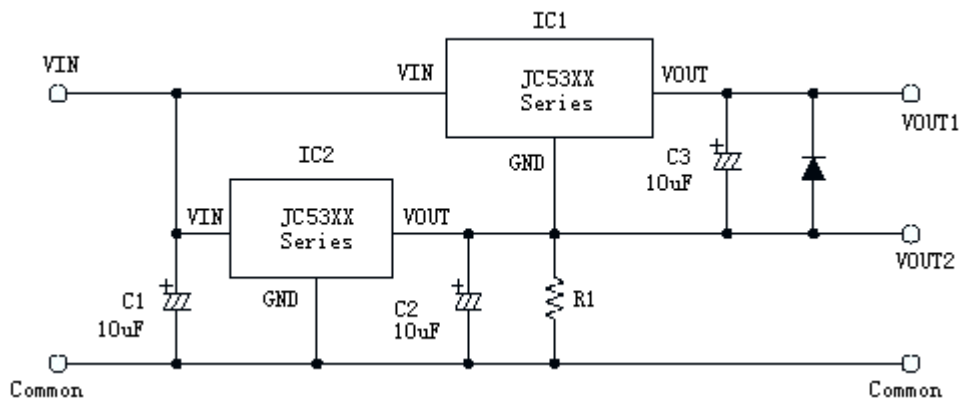 IC1
VIN
VIN
JC53XX
Series
VOUT
VOUT1
IC2
GND
C3
10uF
VIN
JC53XX
Series
VOUT
VOUT2
C1
10uF
GND
C2
10uF
R1
Common
Common